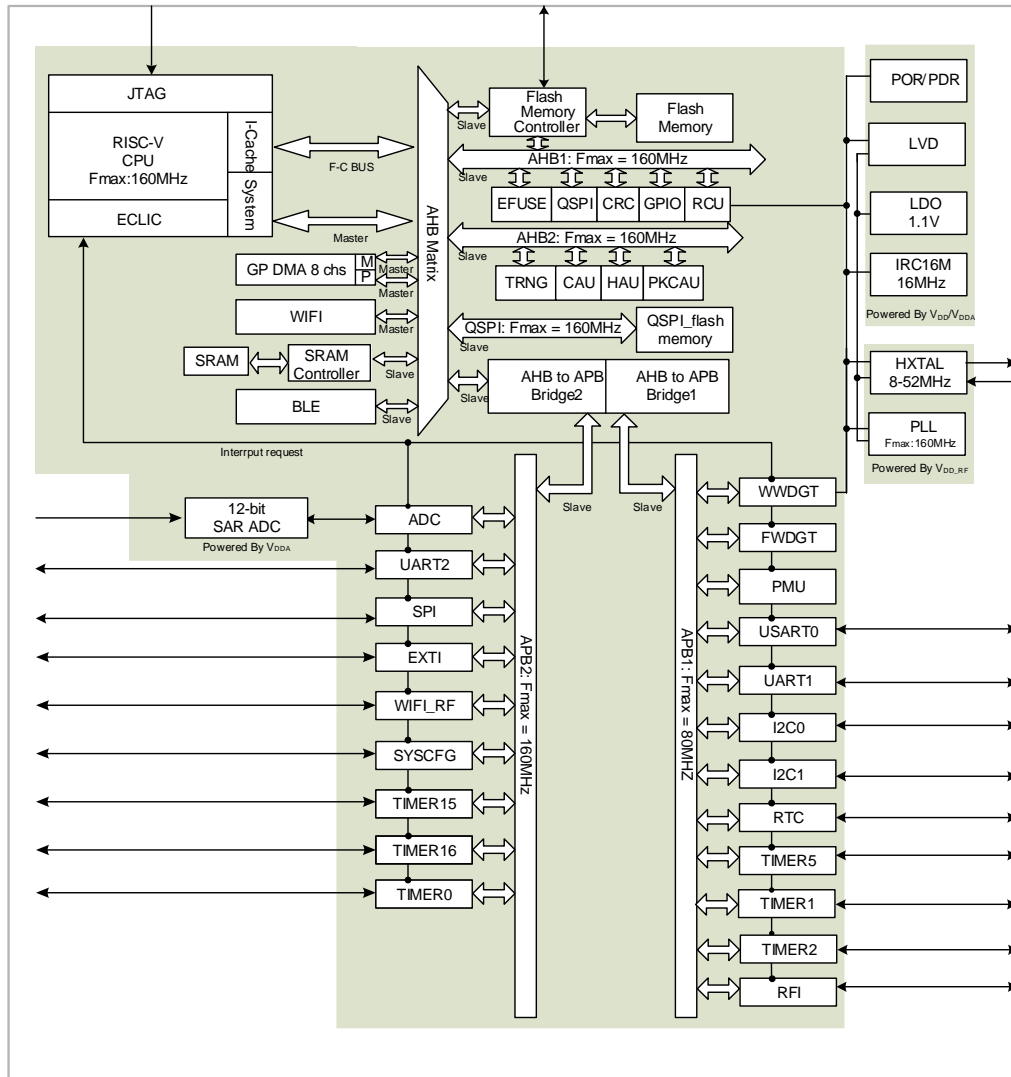 JTAG
RISC-V
CPU
Fmax:160MHz
ECLIC
I-Cache
System
F-C BUS
Master
GP DMA 8 chs
M
P
Master
Master
WIFI
Master
SRAM
SRAM
Controller
Slave
BLE
Slave
Interrput request
AHB Matrix
Slave
Flash
Memory
Controller
Flash
Memory
AHB1: Fmax = 160MHz
Slave
EFUSE
QSPI
CRC
GPIO
RCU
AHB2: Fmax = 160MHz
Slave
TRNG
CAU
HAU
PKCAU
QSPI: Fmax = 160MHz
Slave
QSPI_flash
memory
AHB to APB
Bridge2
AHB to APB
Bridge1
Slave
Slave
Slave
POR/PDR
LVD
LDO
1.1V
IRC16M
16MHz
Powered By VDD/VDDA
HXTAL
8-52MHz
PLL
Fmax:160MHz
Powered By VDD_RF
12-bit
SAR ADC
Powered By VDDA
ADC
UART2
SPI
EXTI
WIFI_RF
SYSCFG
TIMER15
TIMER16
TIMER0
APB2: Fmax = 160MHz
APB1: Fmax = 80MHZ
WWDGT
FWDGT
PMU
USART0
UART1
I2C0
I2C1
RTC
TIMER5
TIMER1
TIMER2
RFI